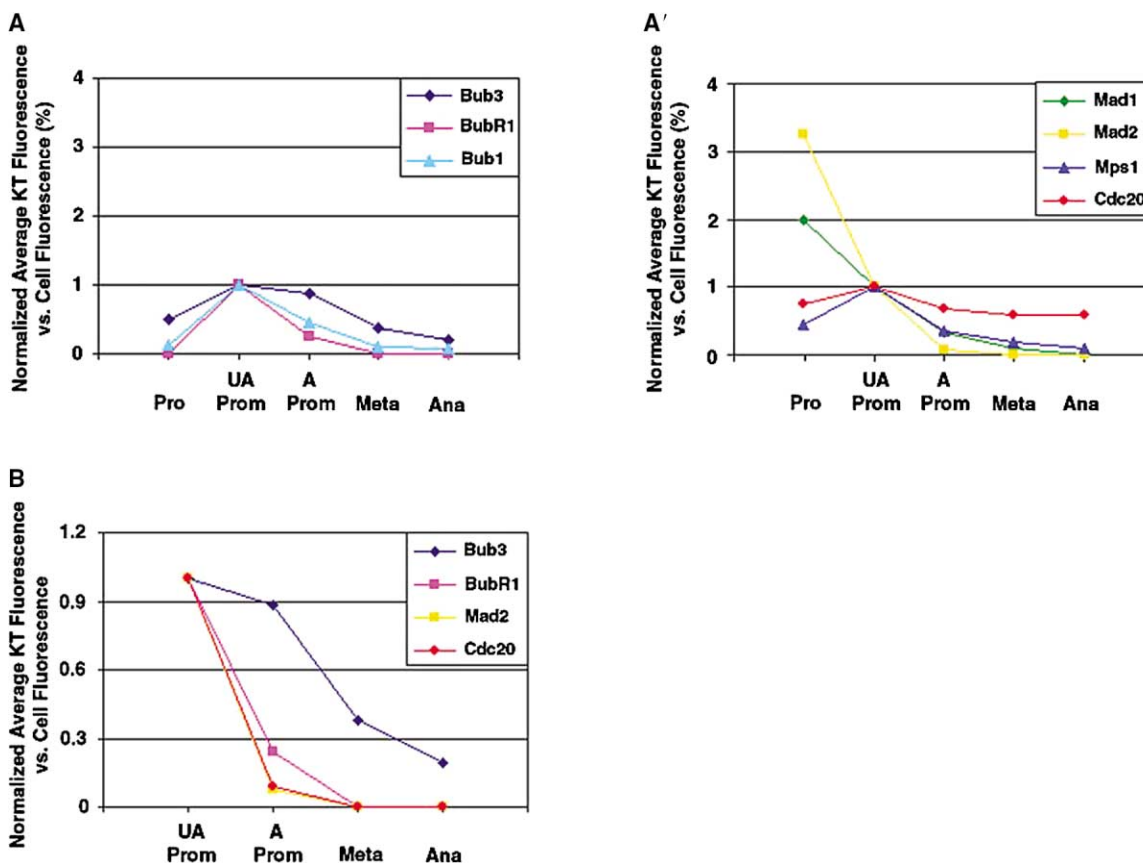 A
Normalized Average KT Fluorescence
vs. Cell Fluorescence (%)
4
3
2
1
0
Bub3
BubR1
Bub1
Pro
UA
Prom
A
Prom
Meta
Ana
A′
Normalized Average KT Fluorescence
vs. Cell Fluorescence (%)
4
3
2
1
0
Mad1
Mad2
Mps1
Cdc20
Pro
UA
Prom
A
Prom
Meta
Ana
B
Normalized Average KT Fluorescence
vs. Cell Fluorescence
1.2
0.9
0.6
0.3
0
Bub3
BubR1
Mad2
Cdc20
UA
Prom
A
Prom
Meta
Ana